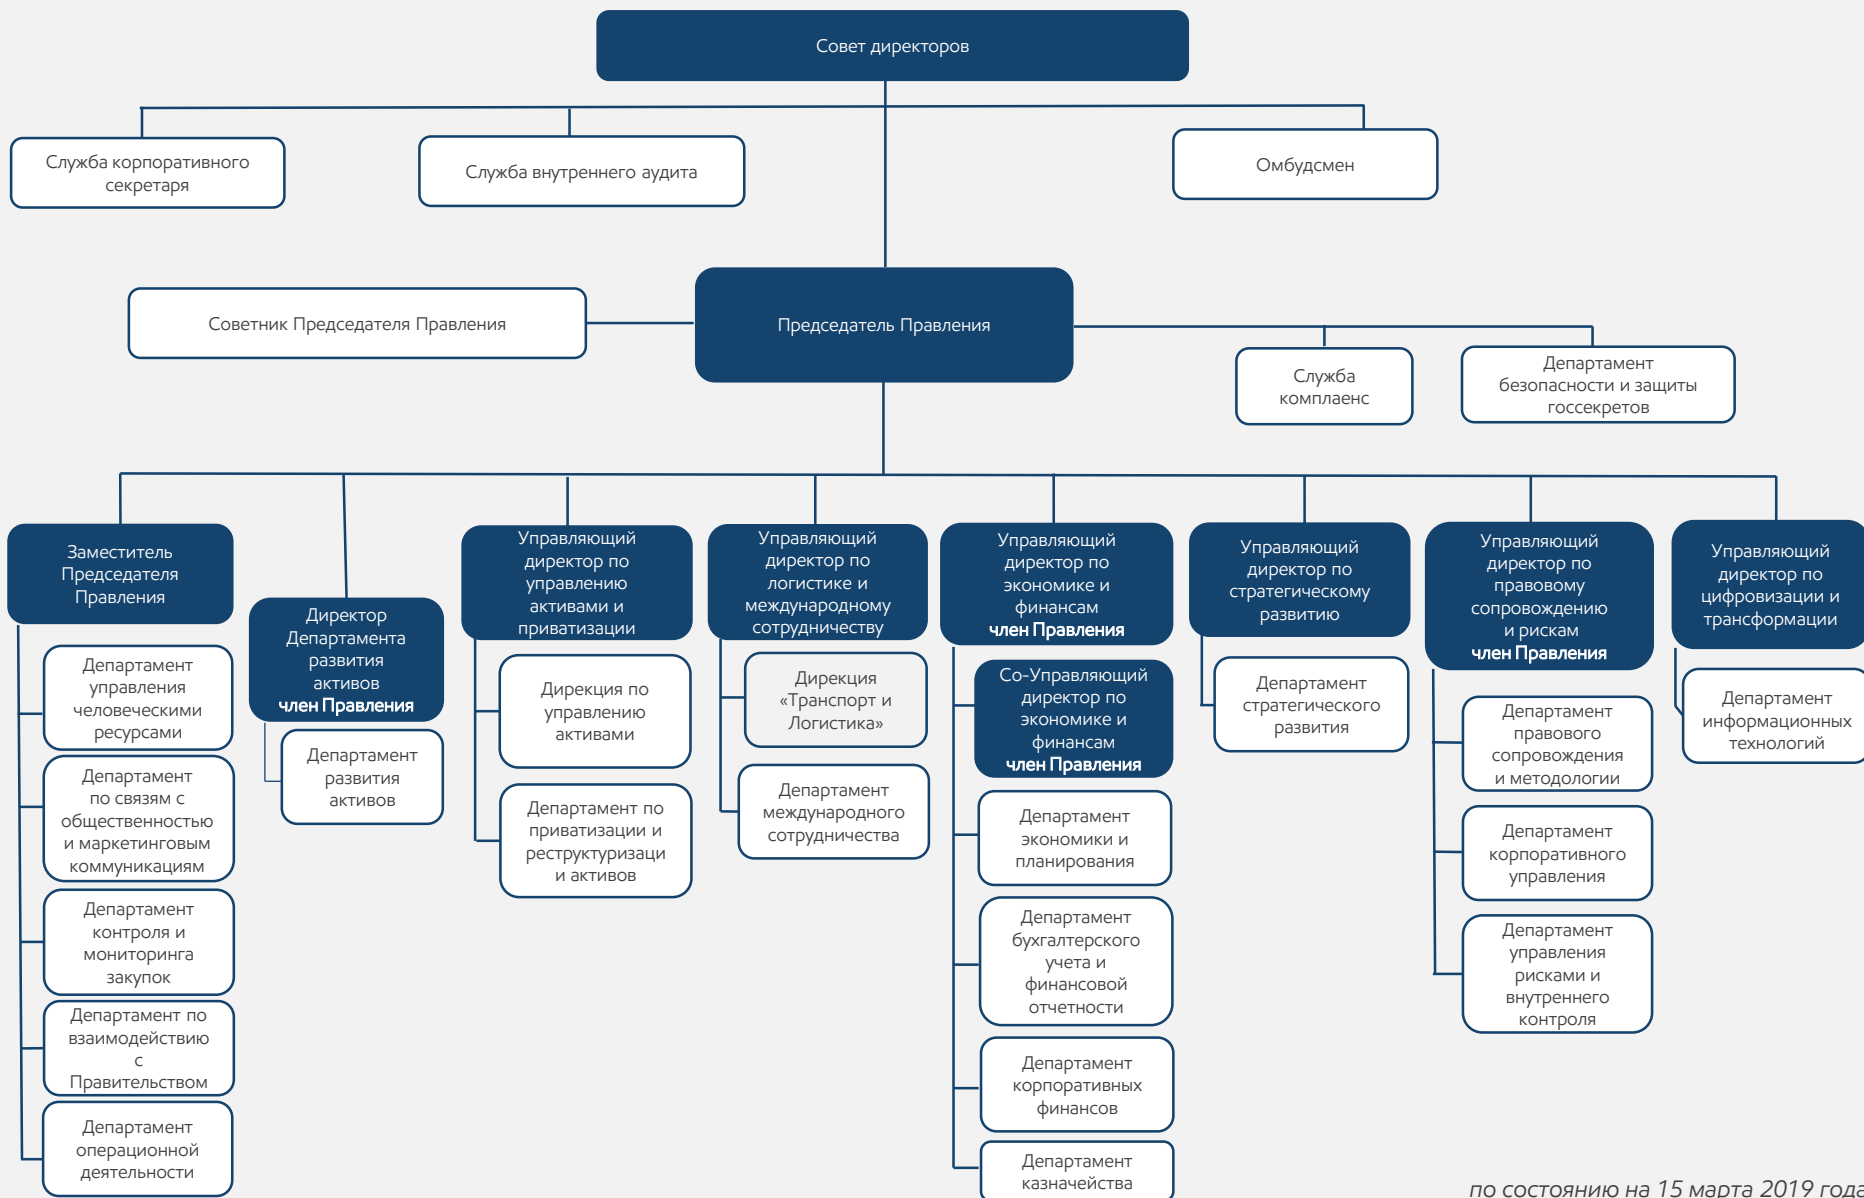 Совет директоров
Служба корпоративного
секретаря
Служба внутреннего аудита
Омбудсмен
Советник Председателя Правления
Председатель Правления
Служба
комплаенс
Департамент
безопасности и защиты
госсекретов
Заместитель
Председателя
Правления
Департамент
управления
человеческими
ресурсами
Департамент
по связям с
общественностью
и маркетинговым
коммуникациям
Департамент
контроля и
мониторинга
закупок
Департамент по
взаимодействию
с
Правительством
Департамент
операционной
деятельности
Директор
Департамента
развития
активов
член Правления
Департамент
развития
активов
Управляющий
директор по
управлению
активами и
приватизации
Дирекция по
управлению
активами
Департамент по
приватизации и
реструктуризаци
и активов
Управляющий
директор по
логистике и
международному
сотрудничеству
Дирекция
«Транспорт и
Логистика»
Департамент
международного
сотрудничества
Управляющий
директор по
экономике и
финансам
член Правления
Со-Управляющий
директор по
экономике и
финансам
член Правления
Департамент
экономики и
планирования
Департамент
бухгалтерского
учета и
финансовой
отчетности
Департамент
корпоративных
финансов
Департамент
казначейства
Управляющий
директор по
стратегическому
развитию
Департамент
стратегического
развития
Управляющий
директор по
правовому
сопровождению
и рискам
член Правления
Департамент
правового
сопровождения
и методологии
Департамент
корпоративного
управления
Департамент
управления
рисками и
внутреннего
контроля
Управляющий
директор по
цифровизации и
трансформации
Департамент
информационных
технологий
по состоянию на 15 марта 2019 года